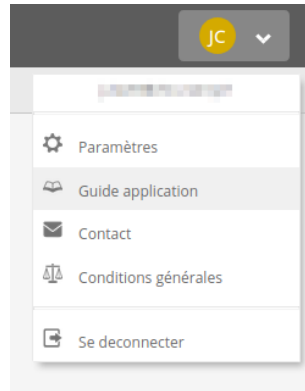 JC
Paramètres
Guide application
Contact
Conditions générales
Se deconnecter